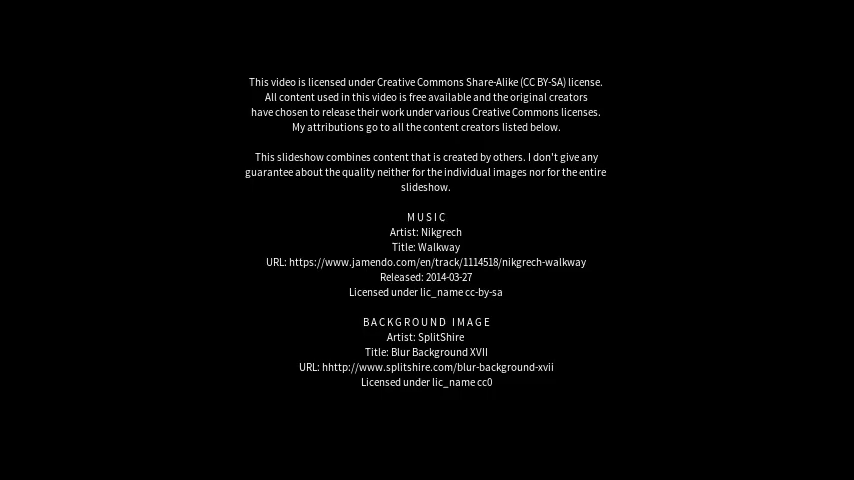 This video is licensed under Creative Commons Share-Alike (CC BY-SA) license.
All content used in this video is free available and the original creators
have chosen to release their work under various Creative Commons licenses.
My attributions go to all the content creators listed below.
This slideshow combines content that is created by others. I don't give any
guarantee about the quality neither for the individual images nor for the entire
slideshow.
MUSIC
Artist: Nikgrech
Title: Walkway
URL: https://www.jamendo.com/en/track/1114518/nikgrech-walkway
Released: 2014-03-27
Licensed under lic_name cc-by-sa
BACKGROUND IMAGE
Artist: SplitShire
Title: Blur Background XVII
URL: hhttp://www.splitshire.com/blur-background-xvii
Licensed under lic_name cc0